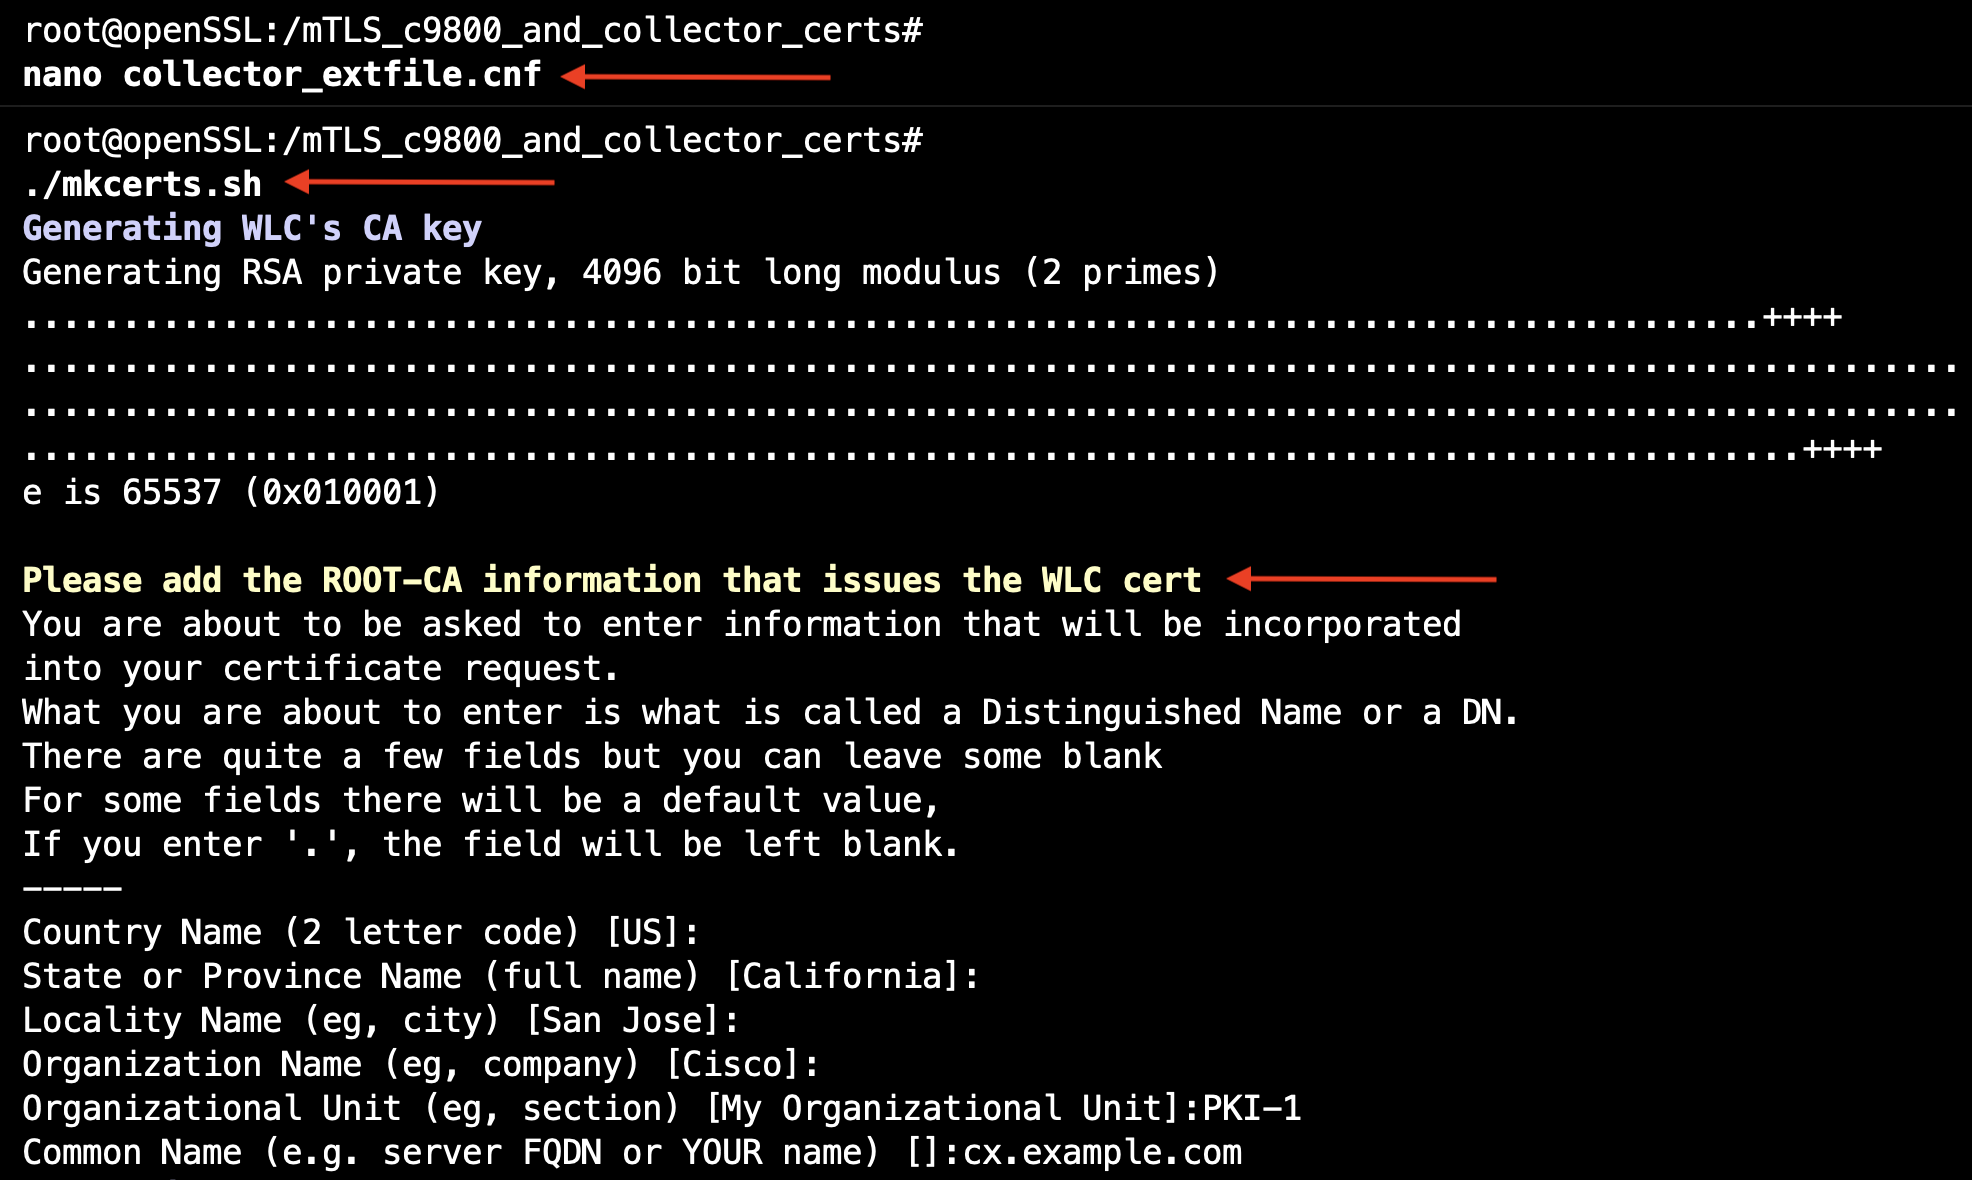 root@openSSL:/mTLS_c9800_and_collector_certs#
nano collector_extfile.cnf
root@openSSL:/mTLS_c9800_and_collector_certs#
./mkcerts.sh
Generating WLC's CA key
Generating RSA private key, 4096 bit long modulus (2 primes)
.......................................................................................++++
.................................................................................................
.................................................................................................
.........................................................................................++++
e is 65537 (0x010001)
Please add the ROOT-CA information that issues the WLC cert
You are about to be asked to enter information that will be incorporated
into your certificate request.
What you are about to enter is what is called a Distinguished Name or a DN.
There are quite a few fields but you can leave some blank
For some fields there will be a default value,
If you enter '.', the field will be left blank.
-----
Country Name (2 letter code) [US]:
State or Province Name (full name) [California]:
Locality Name (eg, city) [San Jose]:
Organization Name (eg, company) [Cisco]:
Organizational Unit (eg, section) [My Organizational Unit]:PKI-1
Common Name (e.g. server FQDN or YOUR name) []:cx.example.com